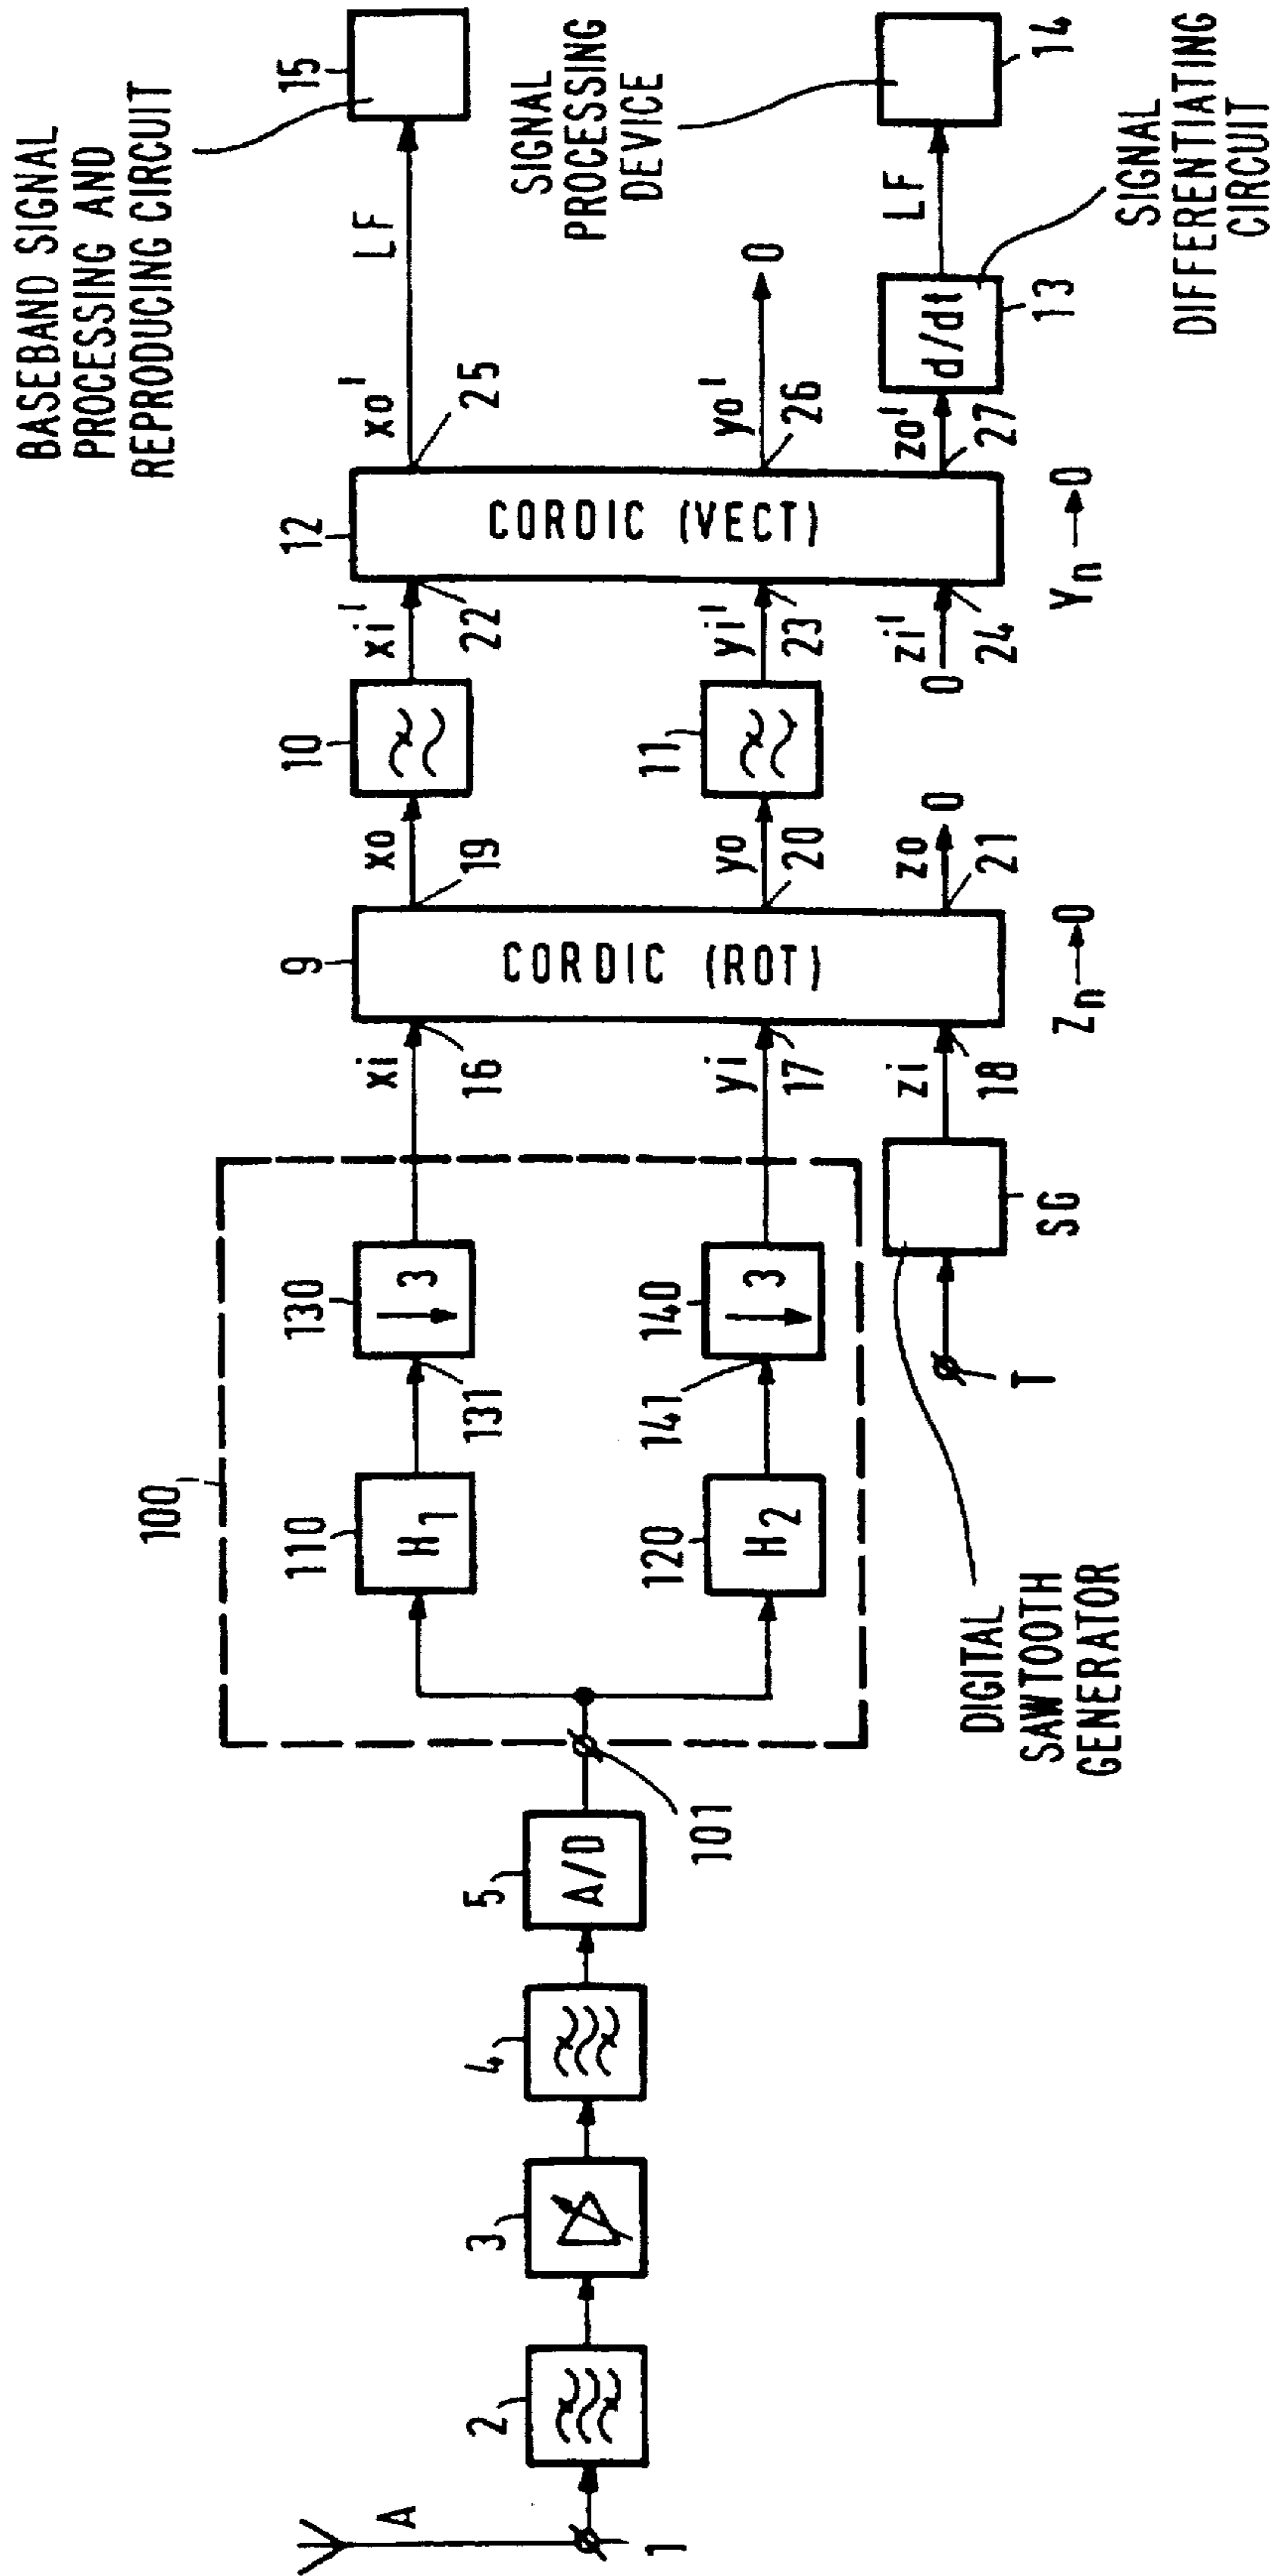 A
1
2
3
4
5
A/D
101
100
110
H1
120
H2
131
130
3
141
140
3
T
SG
DIGITAL
SAWTOOTH
GENERATOR
xi
16
yi
17
zi
18
9
CORDIC (ROT)
Zn 0
xo
19
yo
20
zo
21
0
10
11
xi'
22
yi'
23
zi'
24
0
12
CORDIC (VECT)
Yn 0
xo'
25
yo'
26
0
zo'
27
LF
15
BASEBAND SIGNAL
PROCESSING AND
REPRODUCING CIRCUIT
d/dt
13
SIGNAL
DIFFERENTIATING
CIRCUIT
LF
14
SIGNAL
PROCESSING
DEVICE